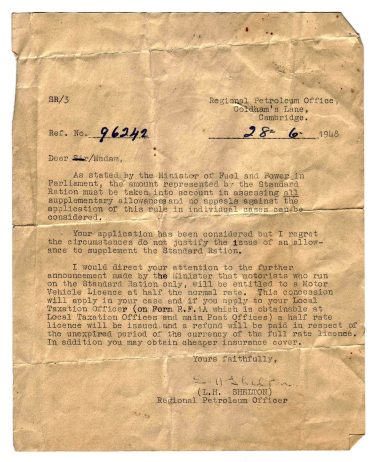 SR/3
Regional Petroleum Office,
Coldham's Lane,
Cambridge.
Ref. No. 96242
28- 6- 1948
Dear Sir/Madam,
As stated by the Minister of Fuel and Power in
Parliament, the amount represented by the Standard
Ration must be taken into account in assessing all
supplementary allowances and no appeals against the
application of this rule in individual cases can be
considered.
Your application has been considered but I regret
the circumstances do not justify the issue of an allow-
ance to supplement the Standard Ration.
I would direct your attention to the further
announcement made by the Minister that motorists who run
on the Standard Ration only, will be entitled to a Motor
Vehicle Licence at half the normal rate. This concession
will apply in your case and if you apply to your Local
Taxation Officer (on Form R.F.1A which is obtainable at
Local Taxation Offices and main Post Offices) a half rate
licence will be issued and a refund will be paid in respect of
the unexpired period of the currency of the full rate licence.
In addition you may obtain cheaper insurance cover.
Yours faithfully,
L H Shelton
(L.H. SHELTON)
Regional Petroleum Officer